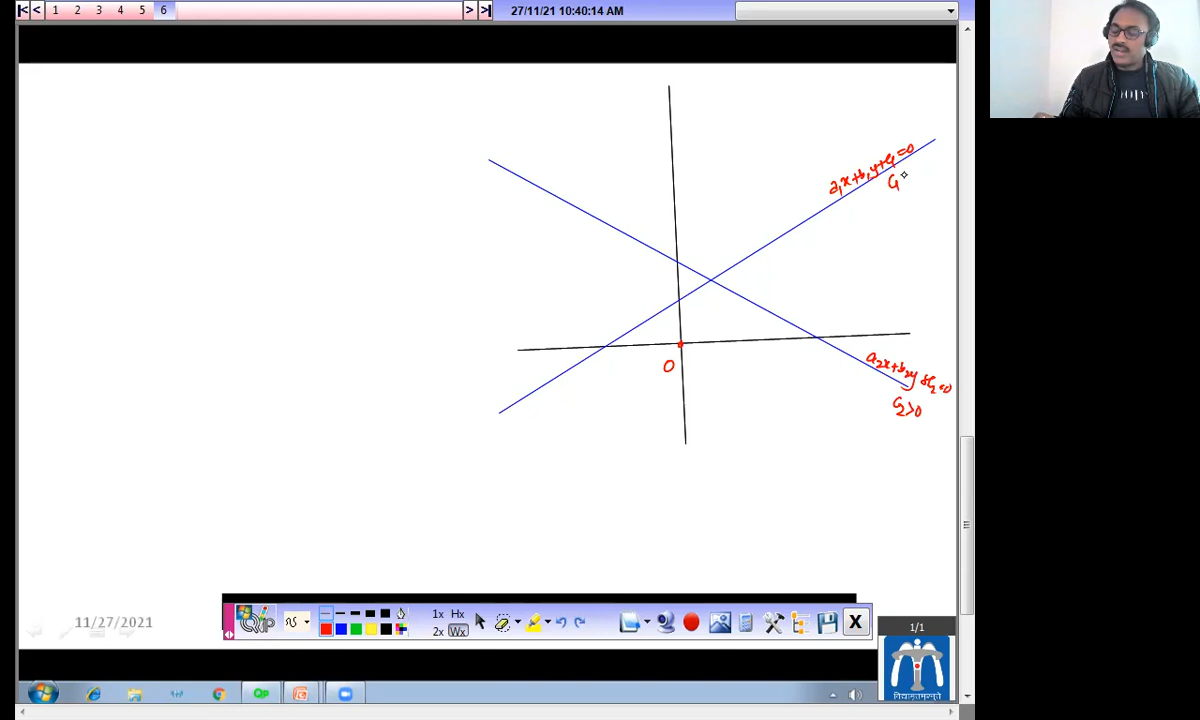 1 2 3 4 5 6
27/11/21 10:40:14 AM
a₁x+b₁y+c₁=0
c₁
O
a₂x+b₂y+c₂=0
c₂>0
11/27/2021
1x Hx
2x Wx
X
1/1